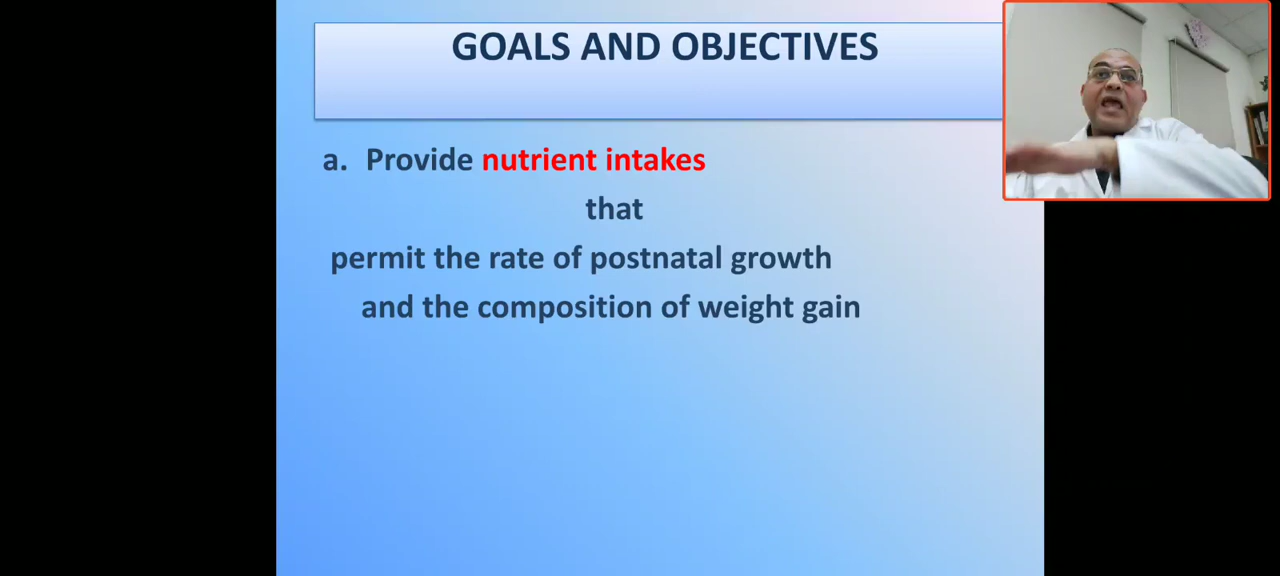 GOALS AND OBJECTIVES
a. Provide nutrient intakes
that
permit the rate of postnatal growth
and the composition of weight gain